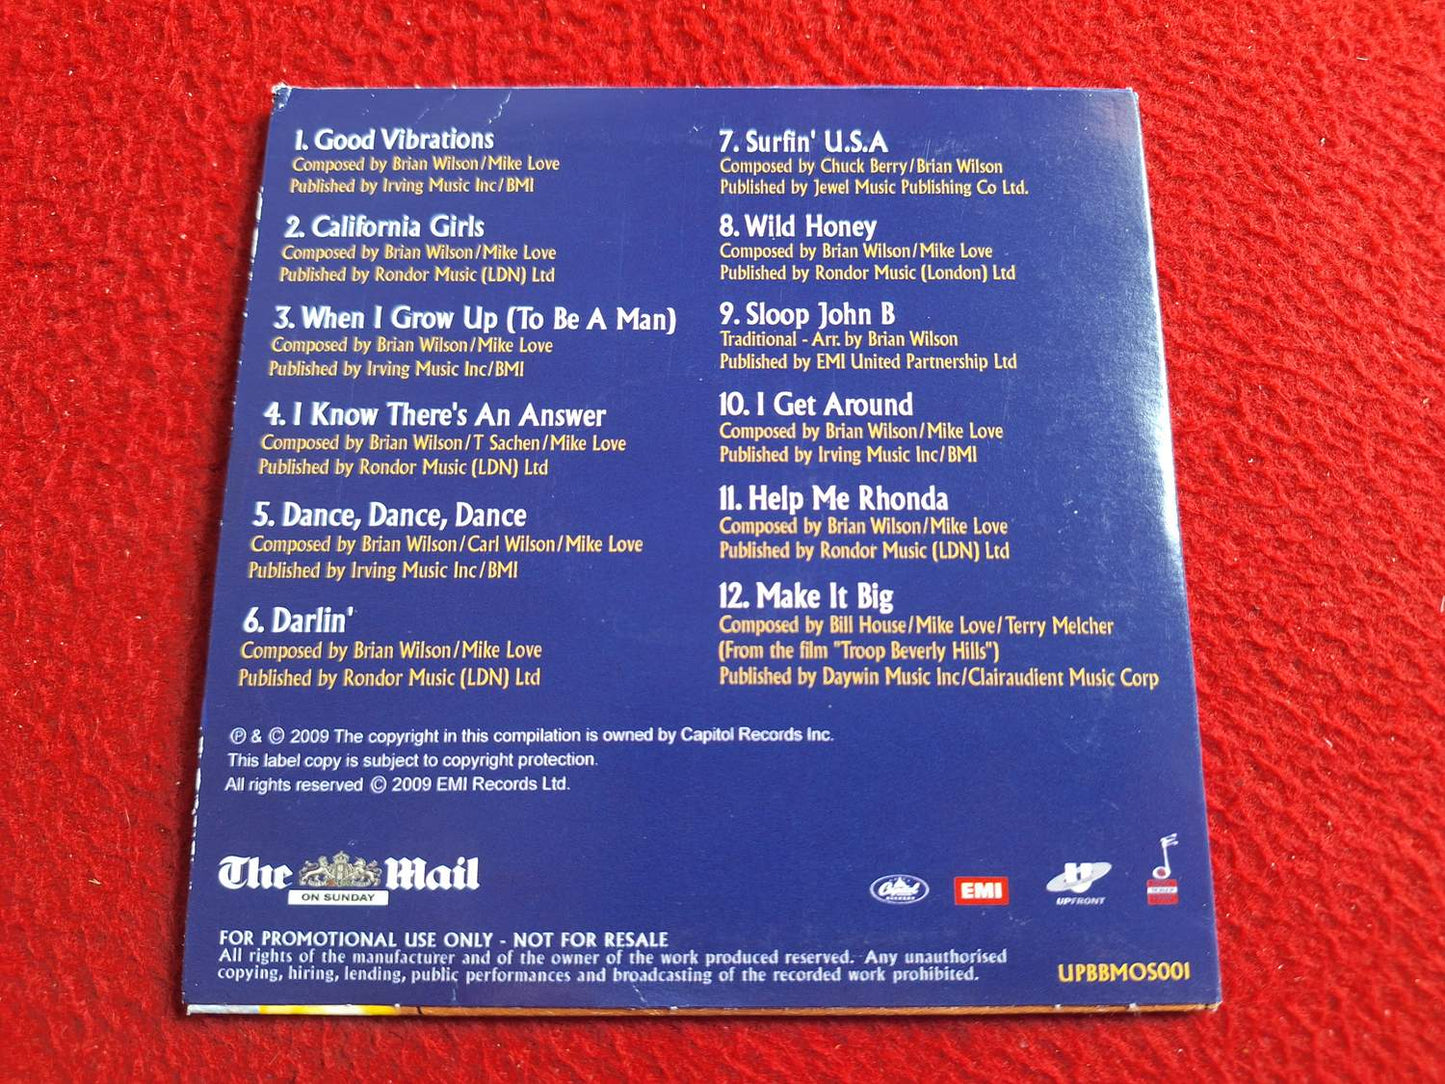 1. Good Vibrations
Composed by Brian Wilson/Mike Love
Published by Irving Music Inc/BMI
2. California Girls
Composed by Brian Wilson/Mike Love
Published by Rondor Music (LDN) Ltd
3. When I Grow Up (To Be A Man)
Composed by Brian Wilson/Mike Love
Published by Irving Music Inc/BMI
4. I Know There's An Answer
Composed by Brian Wilson/T Sachen/Mike Love
Published by Rondor Music (LDN) Ltd
5. Dance, Dance, Dance
Composed by Brian Wilson/Carl Wilson/Mike Love
Published by Irving Music Inc/BMI
6. Darlin'
Composed by Brian Wilson/Mike Love
Published by Rondor Music (LDN) Ltd
7. Surfin' U.S.A
Composed by Chuck Berry/Brian Wilson
Published by Jewel Music Publishing Co Ltd.
8. Wild Honey
Composed by Brian Wilson/Mike Love
Published by Rondor Music (London) Ltd
9. Sloop John B
Traditional - Arr. by Brian Wilson
Published by EMI United Partnership Ltd
10. I Get Around
Composed by Brian Wilson/Mike Love
Published by Irving Music Inc/BMI
11. Help Me Rhonda
Composed by Brian Wilson/Mike Love
Published by Rondor Music (LDN) Ltd
12. Make It Big
Composed by Bill House/Mike Love/Terry Melcher
(From the film "Troop Beverly Hills")
Published by Daywin Music Inc/Clairaudient Music Corp
℗ & © 2009 The copyright in this compilation is owned by Capitol Records Inc.
This label copy is subject to copyright protection.
All rights reserved © 2009 EMI Records Ltd.
The Mail
ON SUNDAY
Capitol
RECORDS
EMI
UPFRONT
FOR PROMOTIONAL USE ONLY - NOT FOR RESALE
All rights of the manufacturer and of the owner of the work produced reserved. Any unauthorised
copying, hiring, lending, public performances and broadcasting of the recorded work prohibited.
UPBBMOS001